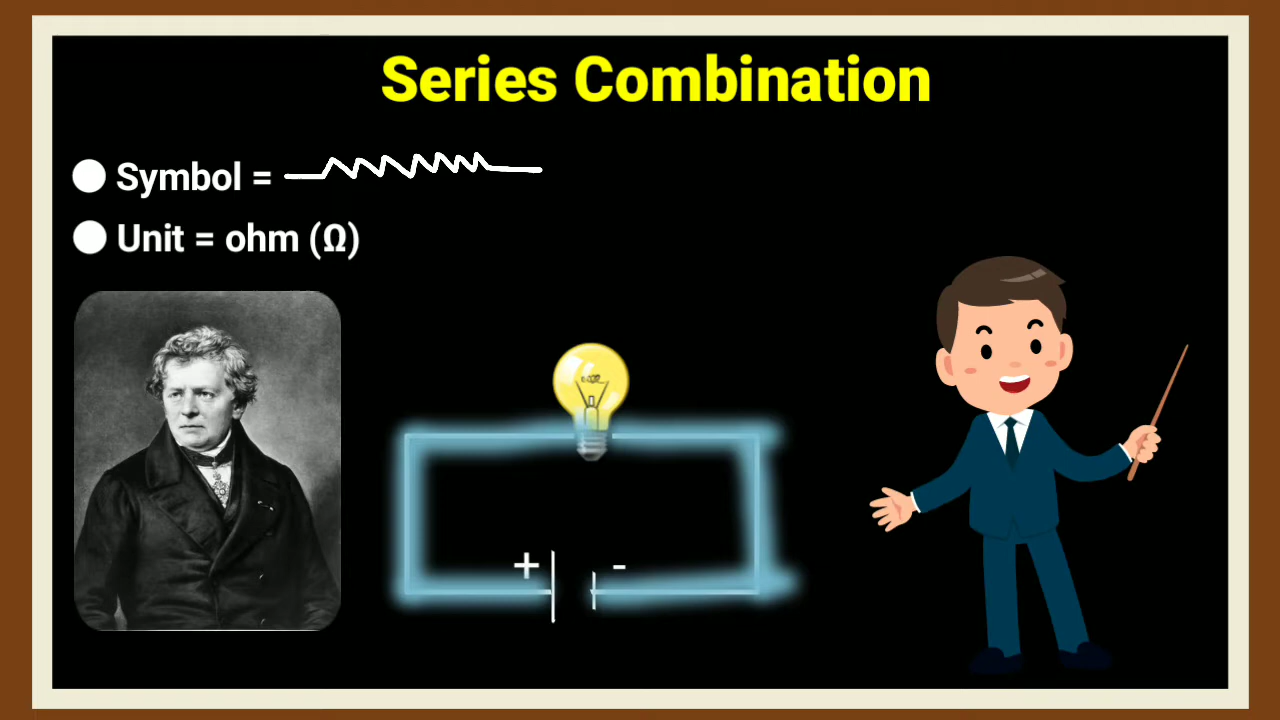 Series Combination
Symbol =
Unit = ohm (Ω)
+ -